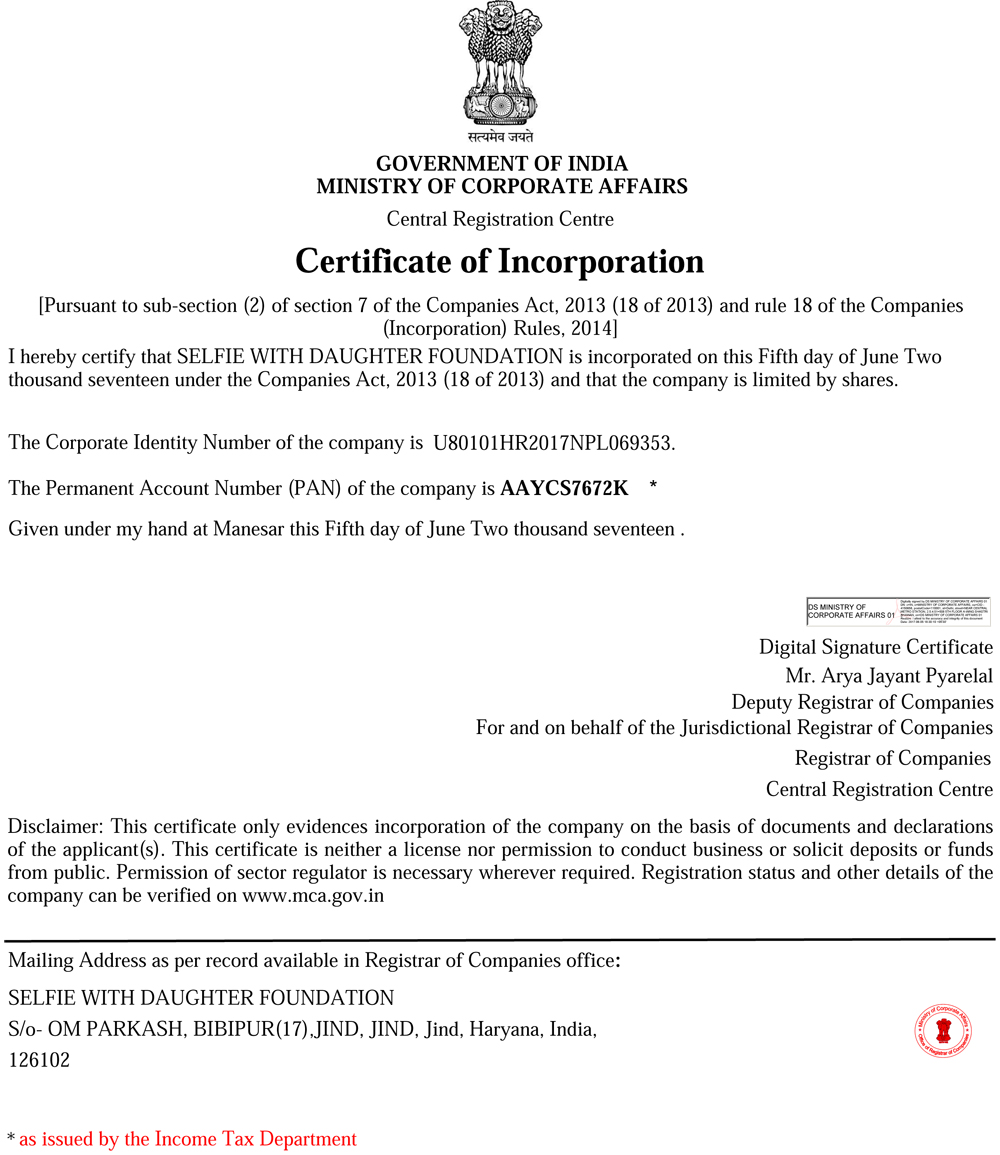 सत्यमेव जयते
GOVERNMENT OF INDIA
MINISTRY OF CORPORATE AFFAIRS
Central Registration Centre
Certificate of Incorporation
[Pursuant to sub-section (2) of section 7 of the Companies Act, 2013 (18 of 2013) and rule 18 of the Companies
(Incorporation) Rules, 2014]
I hereby certify that SELFIE WITH DAUGHTER FOUNDATION is incorporated on this Fifth day of June Two
thousand seventeen under the Companies Act, 2013 (18 of 2013) and that the company is limited by shares.
The Corporate Identity Number of the company is U80101HR2017NPL069353.
The Permanent Account Number (PAN) of the company is AAYCS7672K *
Given under my hand at Manesar this Fifth day of June Two thousand seventeen .
DS MINISTRY OF
CORPORATE AFFAIRS 01
Digital Signature Certificate
Mr. Arya Jayant Pyarelal
Deputy Registrar of Companies
For and on behalf of the Jurisdictional Registrar of Companies
Registrar of Companies
Central Registration Centre
Disclaimer: This certificate only evidences incorporation of the company on the basis of documents and declarations
of the applicant(s). This certificate is neither a license nor permission to conduct business or solicit deposits or funds
from public. Permission of sector regulator is necessary wherever required. Registration status and other details of the
company can be verified on www.mca.gov.in
Mailing Address as per record available in Registrar of Companies office:
SELFIE WITH DAUGHTER FOUNDATION
S/o- OM PARKASH, BIBIPUR(17),JIND, JIND, Jind, Haryana, India,
126102
Ministry of Corporate Affairs
Office of Registrar of Companies
* as issued by the Income Tax Department